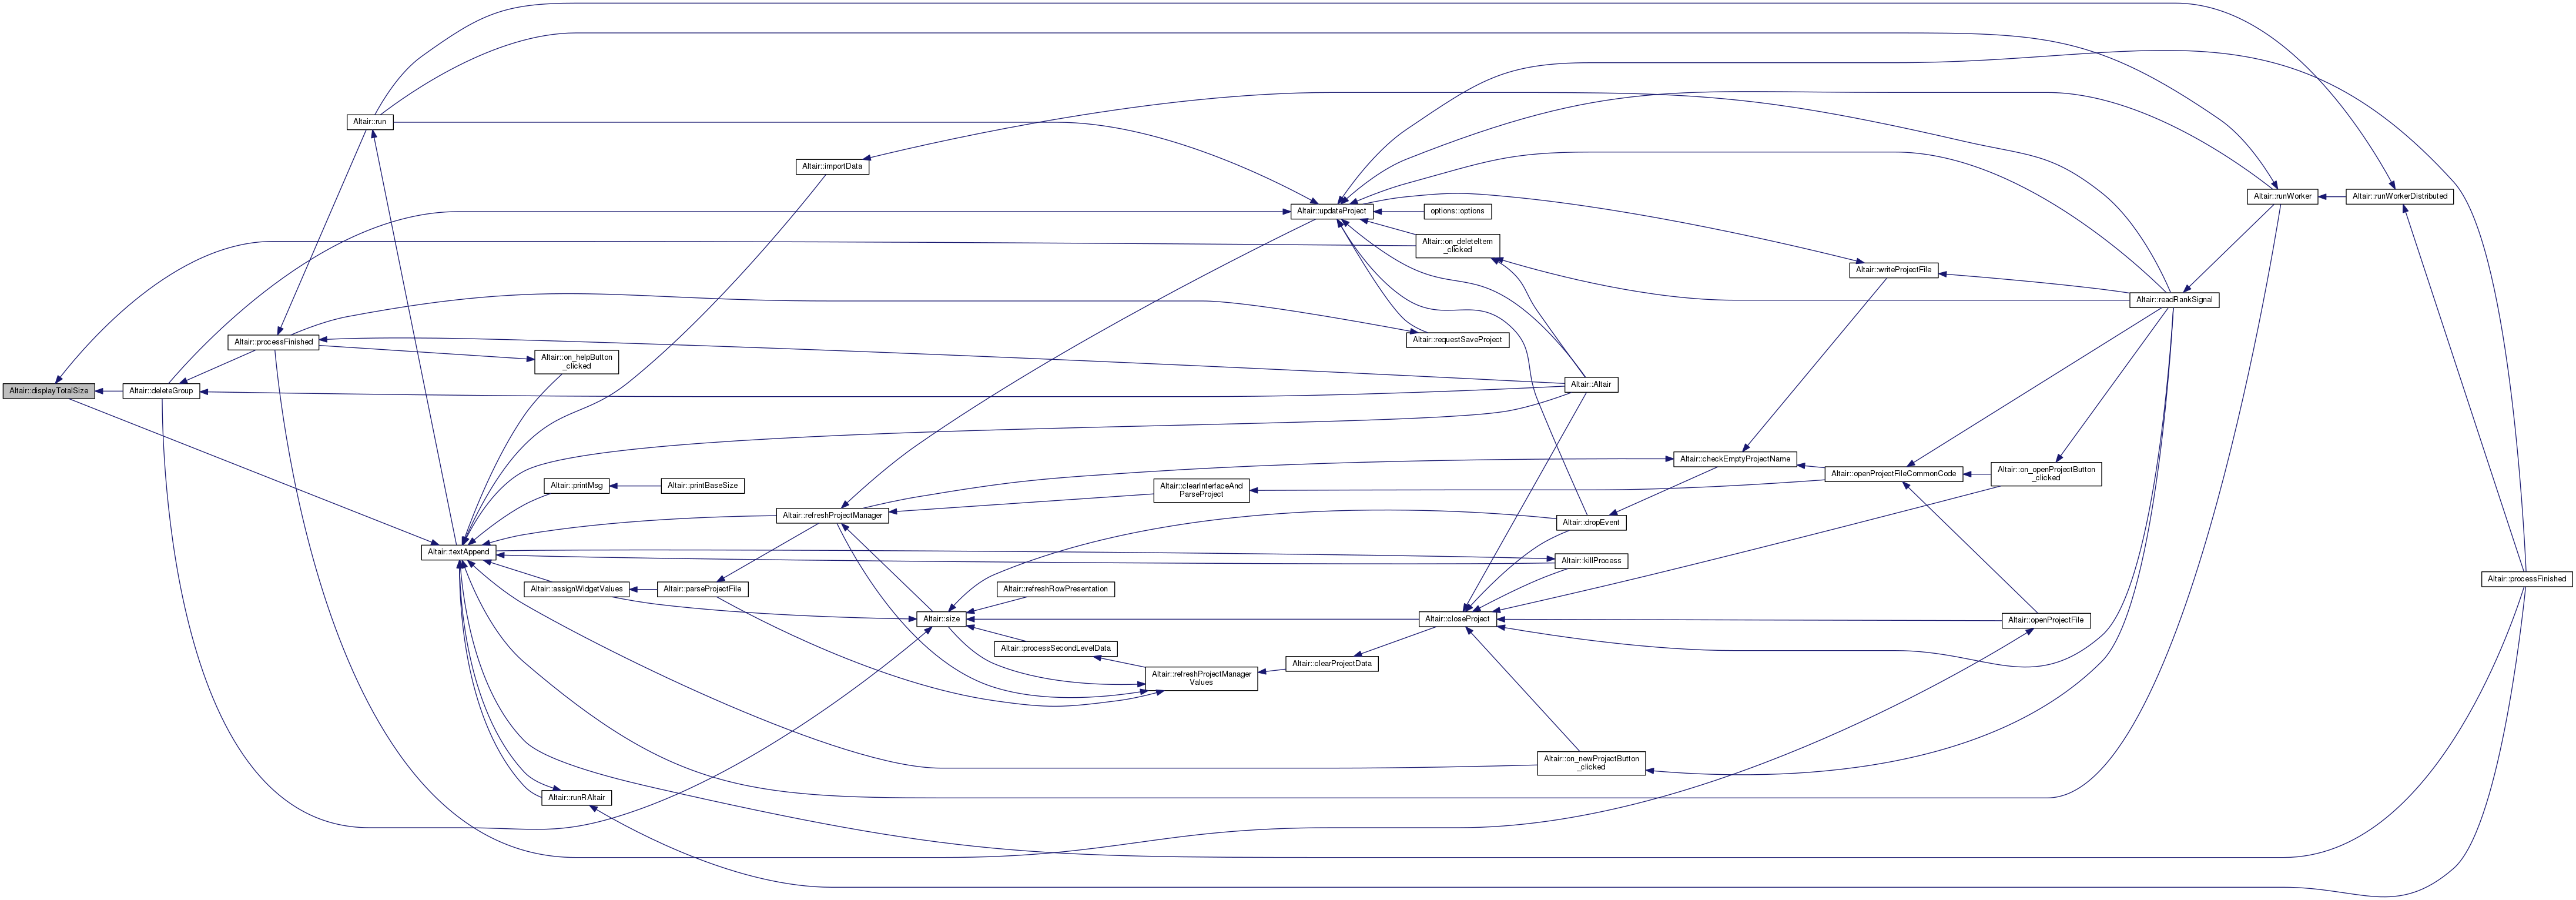 Altair::run
Altair::importData
Altair::runWorker
Altair::runWorkerDistributed
Altair::updateProject
options::options
Altair::on_deleteItem
_clicked
Altair::writeProjectFile
Altair::readRankSignal
Altair::processFinished
Altair::requestSaveProject
Altair::on_helpButton
_clicked
Altair::displayTotalSize
Altair::deleteGroup
Altair::Altair
Altair::checkEmptyProjectName
Altair::openProjectFileCommonCode
Altair::on_openProjectButton
_clicked
Altair::printMsg
Altair::printBaseSize
Altair::clearInterfaceAnd
ParseProject
Altair::refreshProjectManager
Altair::dropEvent
Altair::textAppend
Altair::killProcess
Altair::processFinished
Altair::assignWidgetValues
Altair::parseProjectFile
Altair::refreshRowPresentation
Altair::size
Altair::closeProject
Altair::openProjectFile
Altair::processSecondLevelData
Altair::clearProjectData
Altair::refreshProjectManager
Values
Altair::on_newProjectButton
_clicked
Altair::runRAltair